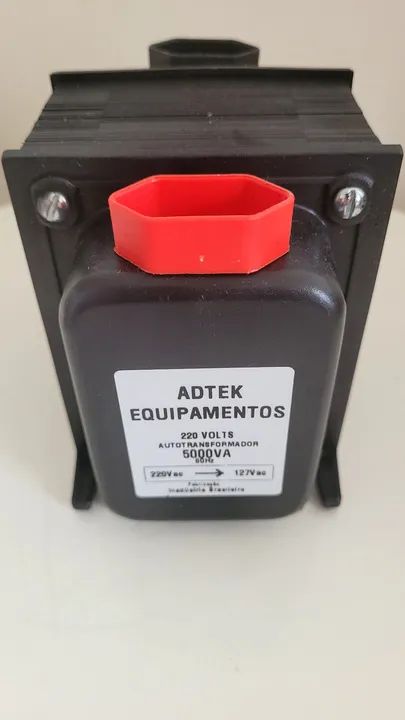 ADTEK
EQUIPAMENTOS
220 VOLTS
AUTOTRANSFORMADOR
5000VA
60Hz
220Vac → 127Vac
Fabricação
Indústria Brasileira